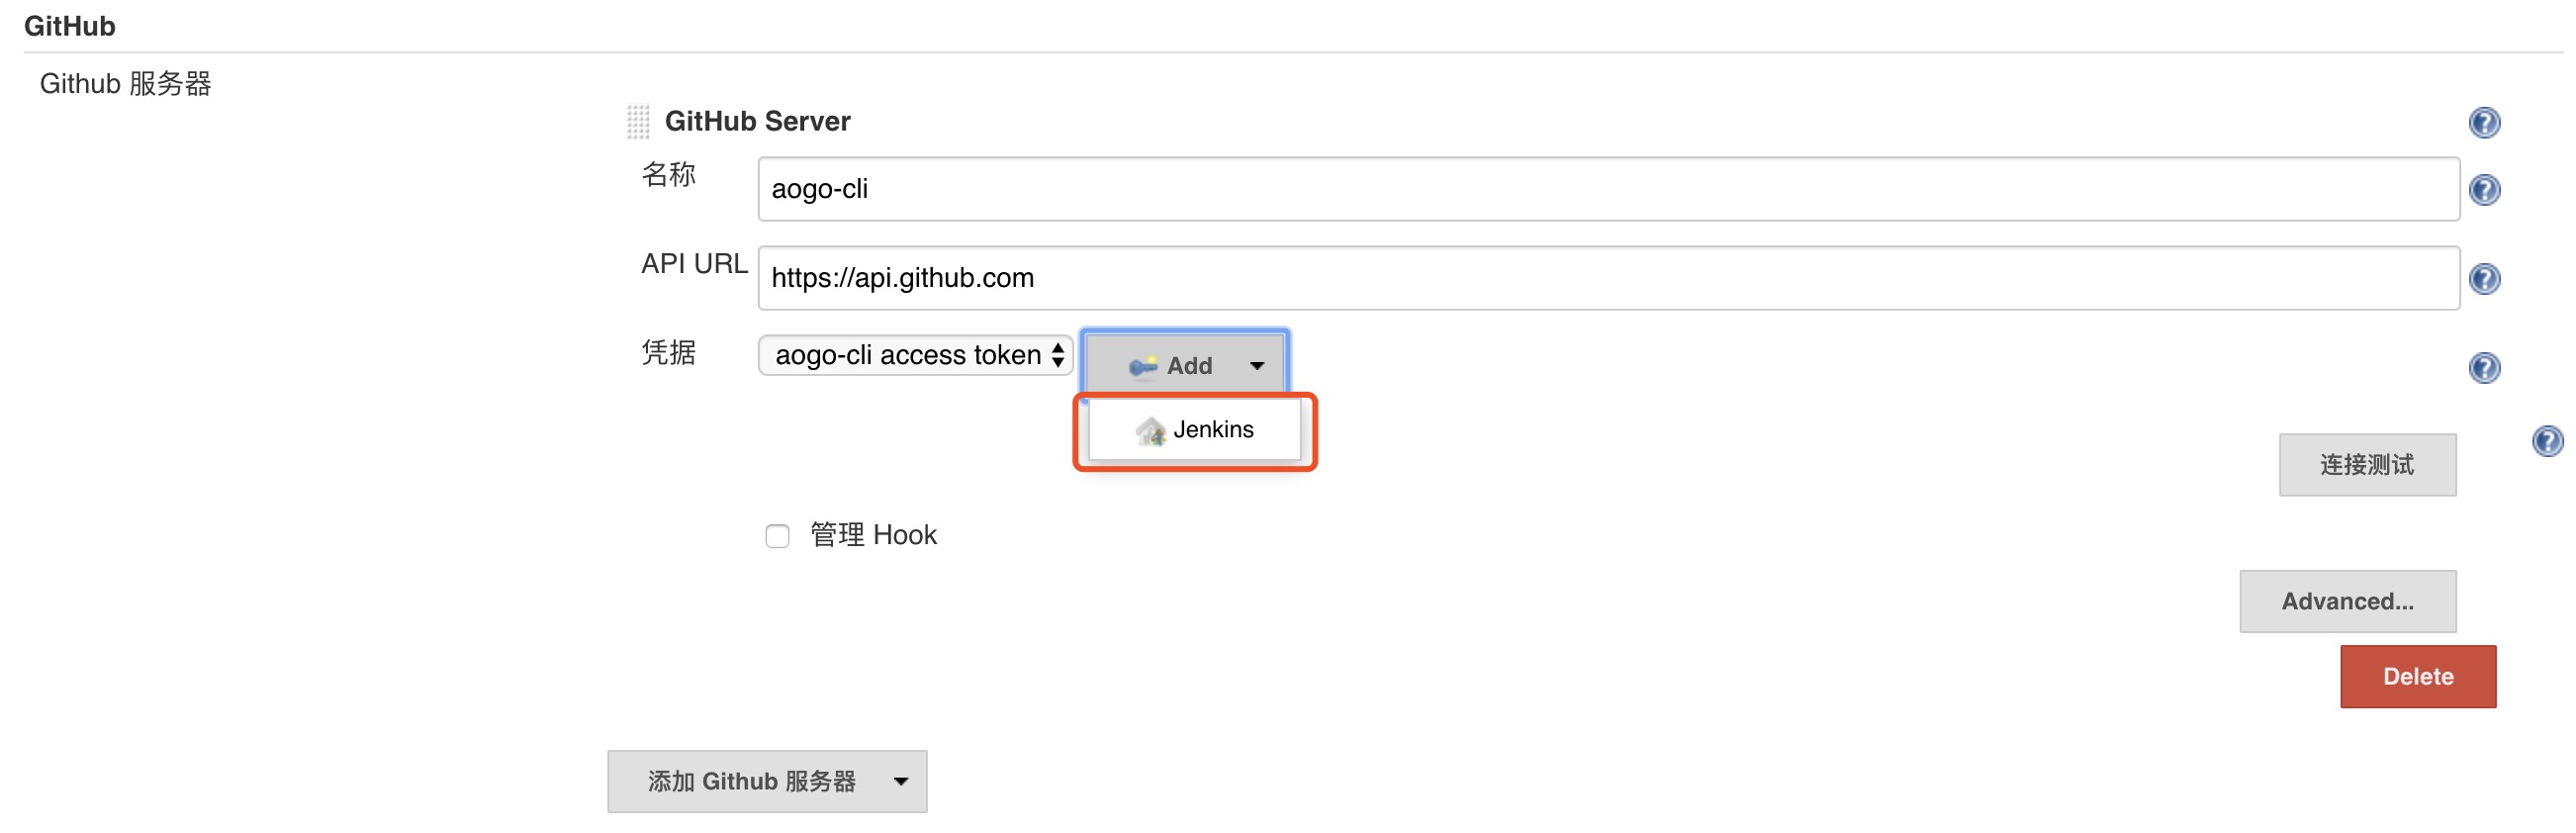 GitHub
Github 服务器
GitHub Server
名称
aogo-cli
API URL
https://api.github.com
凭据
aogo-cli access token
Add
Jenkins
连接测试
管理 Hook
Advanced...
Delete
添加 Github 服务器